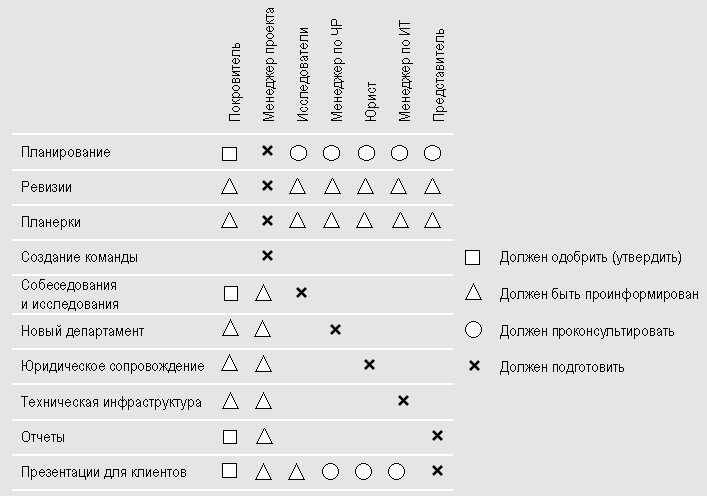 Покровитель
Менеджер проекта
Исследователи
Менеджер по ЧР
Юрист
Менеджер по ИТ
Представитель
Планирование
Ревизии
Планерки
Создание команды
Собеседования
и исследования
Новый департамент
Юридическое сопровождение
Техническая инфраструктура
Отчеты
Презентации для клиентов
Должен одобрить (утвердить)
Должен быть проинформирован
Должен проконсультировать
Должен подготовить